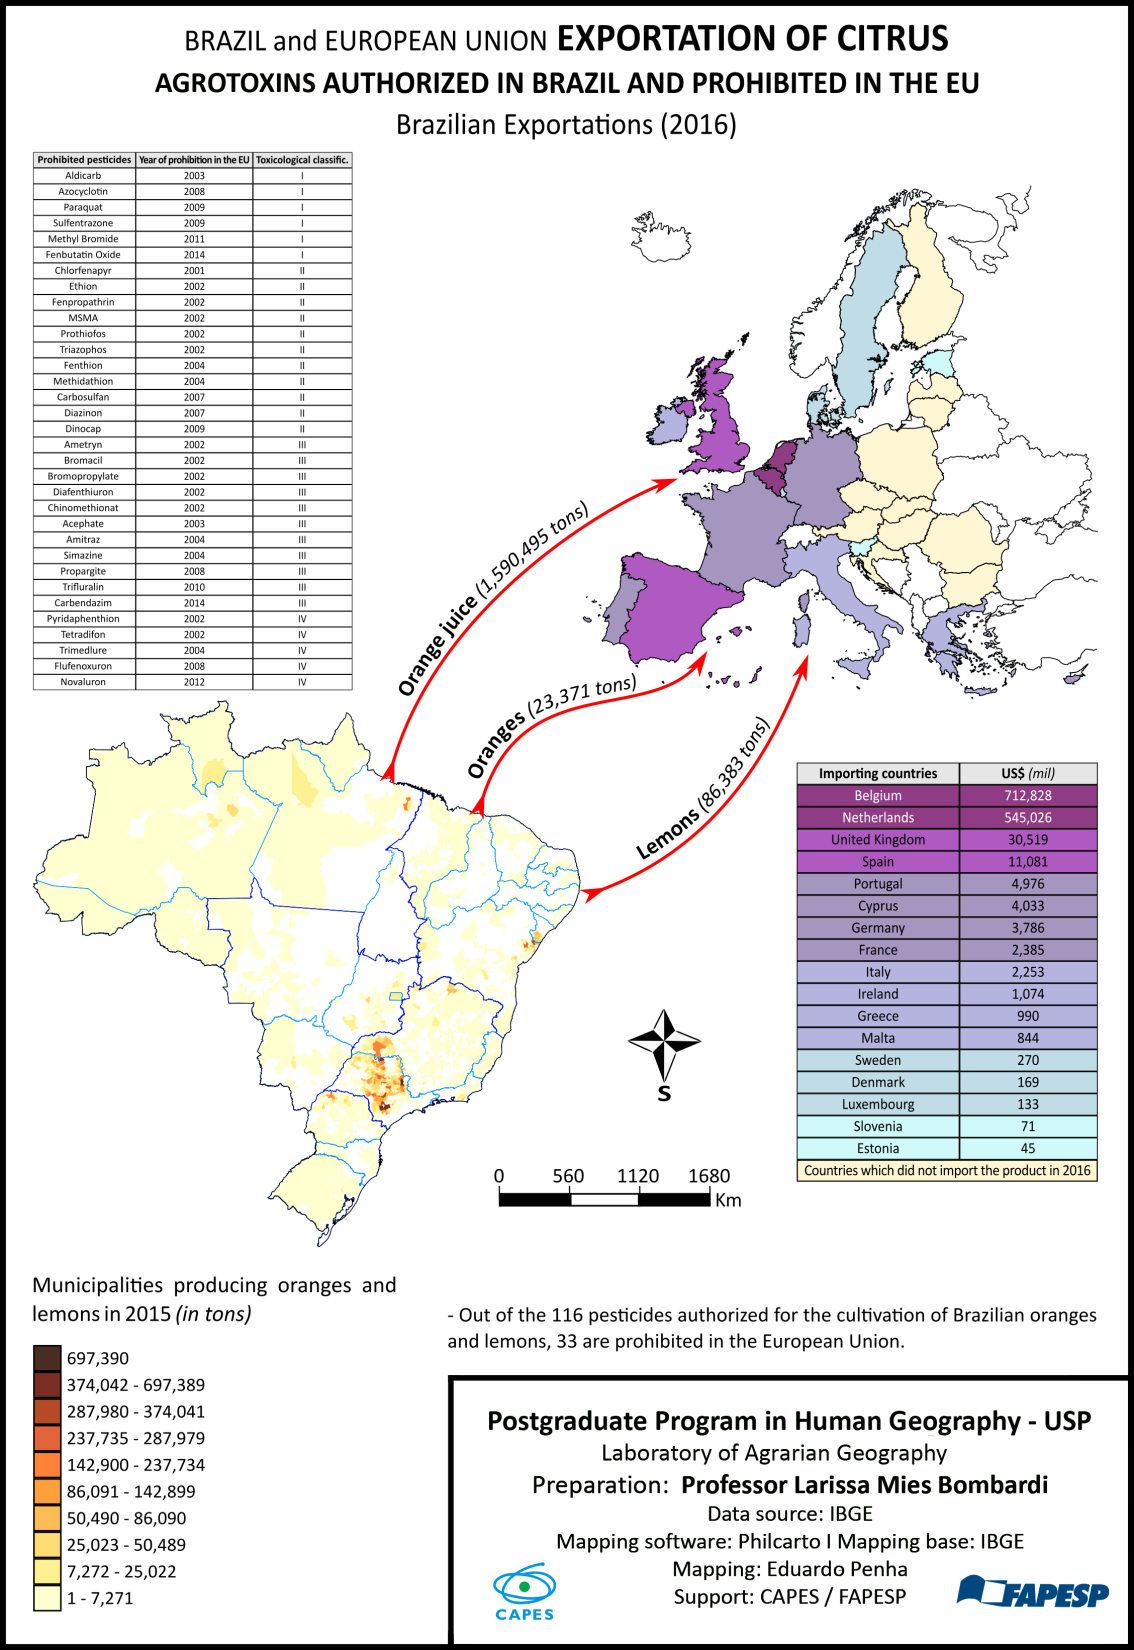 BRAZIL and EUROPEAN UNION EXPORTATION OF CITRUS
AGROTOXINS AUTHORIZED IN BRAZIL AND PROHIBITED IN THE EU
Brazilian Exportations (2016)
Prohibited pesticides Year of prohibition in the EU Toxicological classific.
Aldicarb 2003 I
Azocyclotin 2008 I
Paraquat 2009 I
Sulfentrazone 2009 I
Methyl Bromide 2011 I
Fenbutatin Oxide 2014 I
Chlorfenapyr 2001 II
Ethion 2002 II
Fenpropathrin 2002 II
MSMA 2002 II
Prothiofos 2002 II
Triazophos 2002 II
Fenthion 2004 II
Methidathion 2004 II
Carbosulfan 2007 II
Diazinon 2007 II
Dinocap 2009 II
Ametryn 2002 III
Bromacil 2002 III
Bromopropylate 2002 III
Diafenthiuron 2002 III
Chinomethionat 2002 III
Acephate 2003 III
Amitraz 2004 III
Simazine 2004 III
Propargite 2008 III
Trifluralin 2010 III
Carbendazim 2014 III
Pyridaphenthion 2002 IV
Tetradifon 2002 IV
Trimedlure 2004 IV
Flufenoxuron 2008 IV
Novaluron 2012 IV
Orange juice (1,590,495 tons)
Oranges (23,371 tons)
Lemons (86,383 tons)
Importing countries US$ (mil)
Belgium 712,828
Netherlands 545,026
United Kingdom 30,519
Spain 11,081
Portugal 4,976
Cyprus 4,033
Germany 3,786
France 2,385
Italy 2,253
Ireland 1,074
Greece 990
Malta 844
Sweden 270
Denmark 169
Luxembourg 133
Slovenia 71
Estonia 45
Countries which did not import the product in 2016
S
0 560 1120 1680
Km
Municipalities producing oranges and
lemons in 2015 (in tons)
697,390
374,042 - 697,389
287,980 - 374,041
237,735 - 287,979
142,900 - 237,734
86,091 - 142,899
50,490 - 86,090
25,023 - 50,489
7,272 - 25,022
1 - 7,271
- Out of the 116 pesticides authorized for the cultivation of Brazilian oranges
and lemons, 33 are prohibited in the European Union.
Postgraduate Program in Human Geography - USP
Laboratory of Agrarian Geography
Preparation: Professor Larissa Mies Bombardi
Data source: IBGE
Mapping software: Philcarto I Mapping base: IBGE
Mapping: Eduardo Penha
Support: CAPES / FAPESP
CAPES
FAPESP